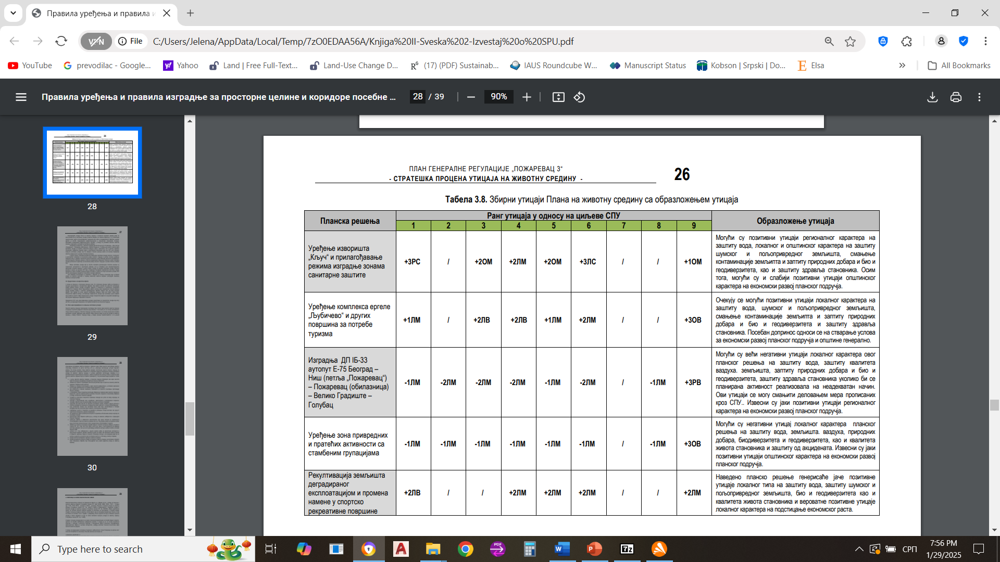 Правила уређења и правила и
File
C:/Users/Jelena/AppData/Local/Temp/7zO0EDAA56A/Knjiga%20II-Sveska%202-Izvestaj%20o%20SPU.pdf
YouTube
prevodilac - Google...
Yahoo
Land | Free Full-Text...
Land-Use Change D...
(17) (PDF) Sustainab...
IAUS Roundcube W...
Manuscript Status
Kobson | Srpski | Do...
Elsa
All Bookmarks
Правила уређења и правила изградње за просторне целине и коридоре посебне ...
28 / 39
90%
28
29
30
ПЛАН ГЕНЕРАЛНЕ РЕГУЛАЦИЈЕ „ПОЖАРЕВАЦ 3“
- СТРАТЕШКА ПРОЦЕНА УТИЦАЈА НА ЖИВОТНУ СРЕДИНУ -
26
Табела 3.8. Збирни утицаји Плана на животну средину са образложењем утицаја
Планска решења
Ранг утицаја у односу на циљеве СПУ
Образложење утицаја
1 2 3 4 5 6 7 8 9
Уређење изворишта
„Кључ“ и прилагођавање
режима изградње зонама
санитарне заштите
+3РС / +2ОМ +2ЛМ +2ОМ +3ЛС / / +1ОМ
Могући су позитивни утицаји регионалног карактера на
заштиту вода, локалног и општинског карактера на заштиту
шумског и пољопривредног земљишта, смањење
контаминације земљипта и заптиту природних добара и био и
геодиверзитета, као и заштиту здравља становника. Осим
тога, могући су и слабији позитивни утицаји општинског
карактера на економски развој планског подручја.
Уређење комплекса ергеле
„Љубичево“ и других
површина за потребе
туризма
+1ЛМ / +2ЛВ +2ЛВ +1ЛМ +2ЛМ / / +3ОВ
Очекују се могући позитивни утицаји локалног карактера на
заштиту вода, шумског и пољопривредног земљишта,
смањење контаминације земљипта и заптиту природних
добара и био и геодиверзитета и заштиту здравља
становника. Посебан допринос односи се на стварање услова
за економски развој планског подручја и општине генерално.
Изградња ДП IБ-33
аутопут Е-75 Београд –
Ниш (петља „Пожаревац“)
– Пожаревац (обилазница)
– Велико Градиште –
Голубац
-1ЛМ -2ЛМ -2ЛМ -2ЛМ -1ЛМ -2ЛМ / -1ЛМ +3РВ
Могући су већи негативни утицаји локалног карактера овог
планског решења на заштиту вода, заштиту квалитета
ваздуха. земљишта, заптиту природних добара и био и
геодиверзитета, заштиту здравља становника уколико би се
планирана активност реализовала на неадекватан начин.
Ови утицаји се могу смањити деловањем мера прописаних
кроз СПУ.. Извесни су јаки позитивни утицаји регионалног
карактера на економски развој планског подручја.
Уређење зона привредних
и пратећих активности са
стамбеним групацијама
-1ЛМ -1ЛМ -1ЛМ -1ЛМ -1ЛМ -1ЛМ / -1ЛМ +3ОВ
Могући су негативни утицај локалног карактера планског
решења на заштиту вода, земљишта. ваздуха, природних
добара, биодиверзитета и геодиверзитета, као и квалитета
живота становника и заштиту од акцидената. Извесни су јаки
позитивни утицаји општинског карактера на економски развој
планског подручја.
Рекултивација земљишта
деградираног
експлоатацијом и промена
намене у спортско
рекреативне површине
+2ЛВ / / +2ЛМ +2ЛМ +2ЛМ / / +2ЛМ
Наведено планско решење генерисаће јаче позитивне
утицаје локалног типа на заштиту вода, заштиту шумског и
пољопривредног земљишта, био и геодиверзитета као и
квалитета живота становника и вероватне позитивне утицаје
локалног карактера на подстицање економског раста.
Type here to search
СРП
7:56 PM
1/29/2025